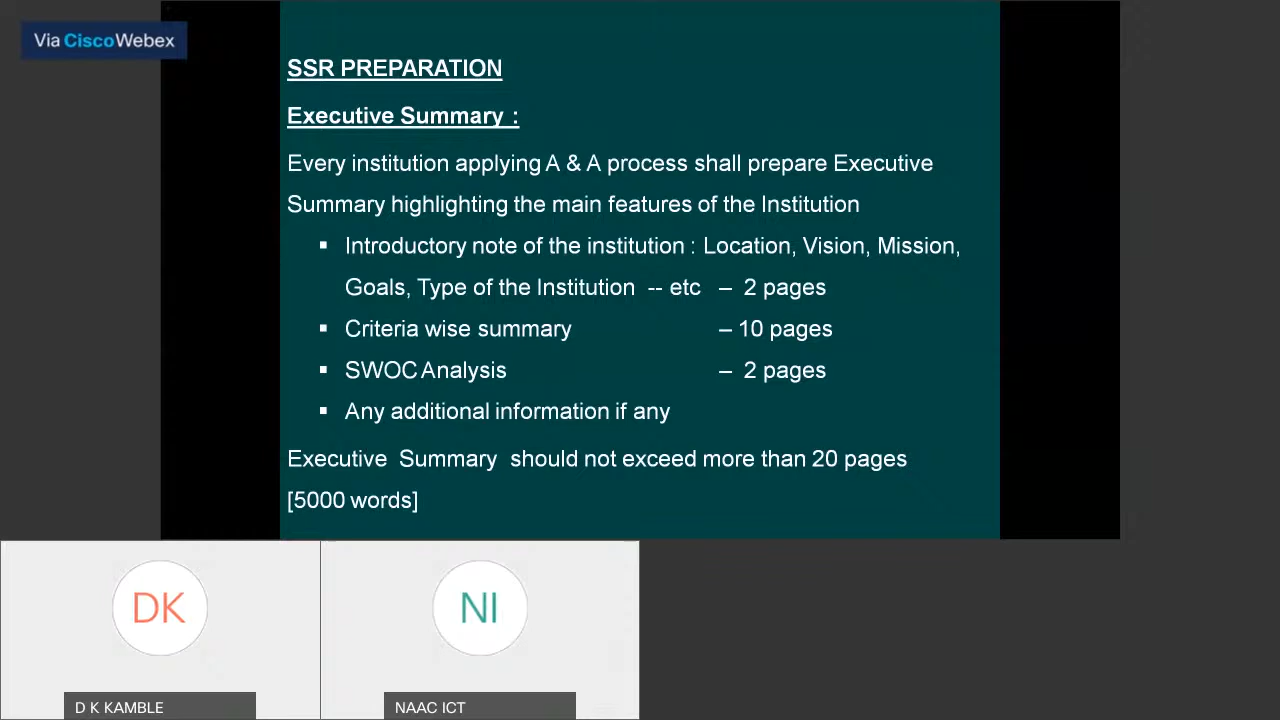 Via CiscoWebex
SSR PREPARATION
Executive Summary :
Every institution applying A & A process shall prepare Executive
Summary highlighting the main features of the Institution
▪ Introductory note of the institution : Location, Vision, Mission,
Goals, Type of the Institution -- etc – 2 pages
▪ Criteria wise summary – 10 pages
▪ SWOC Analysis – 2 pages
▪ Any additional information if any
Executive Summary should not exceed more than 20 pages
[5000 words]
DK
NI
D K KAMBLE
NAAC ICT